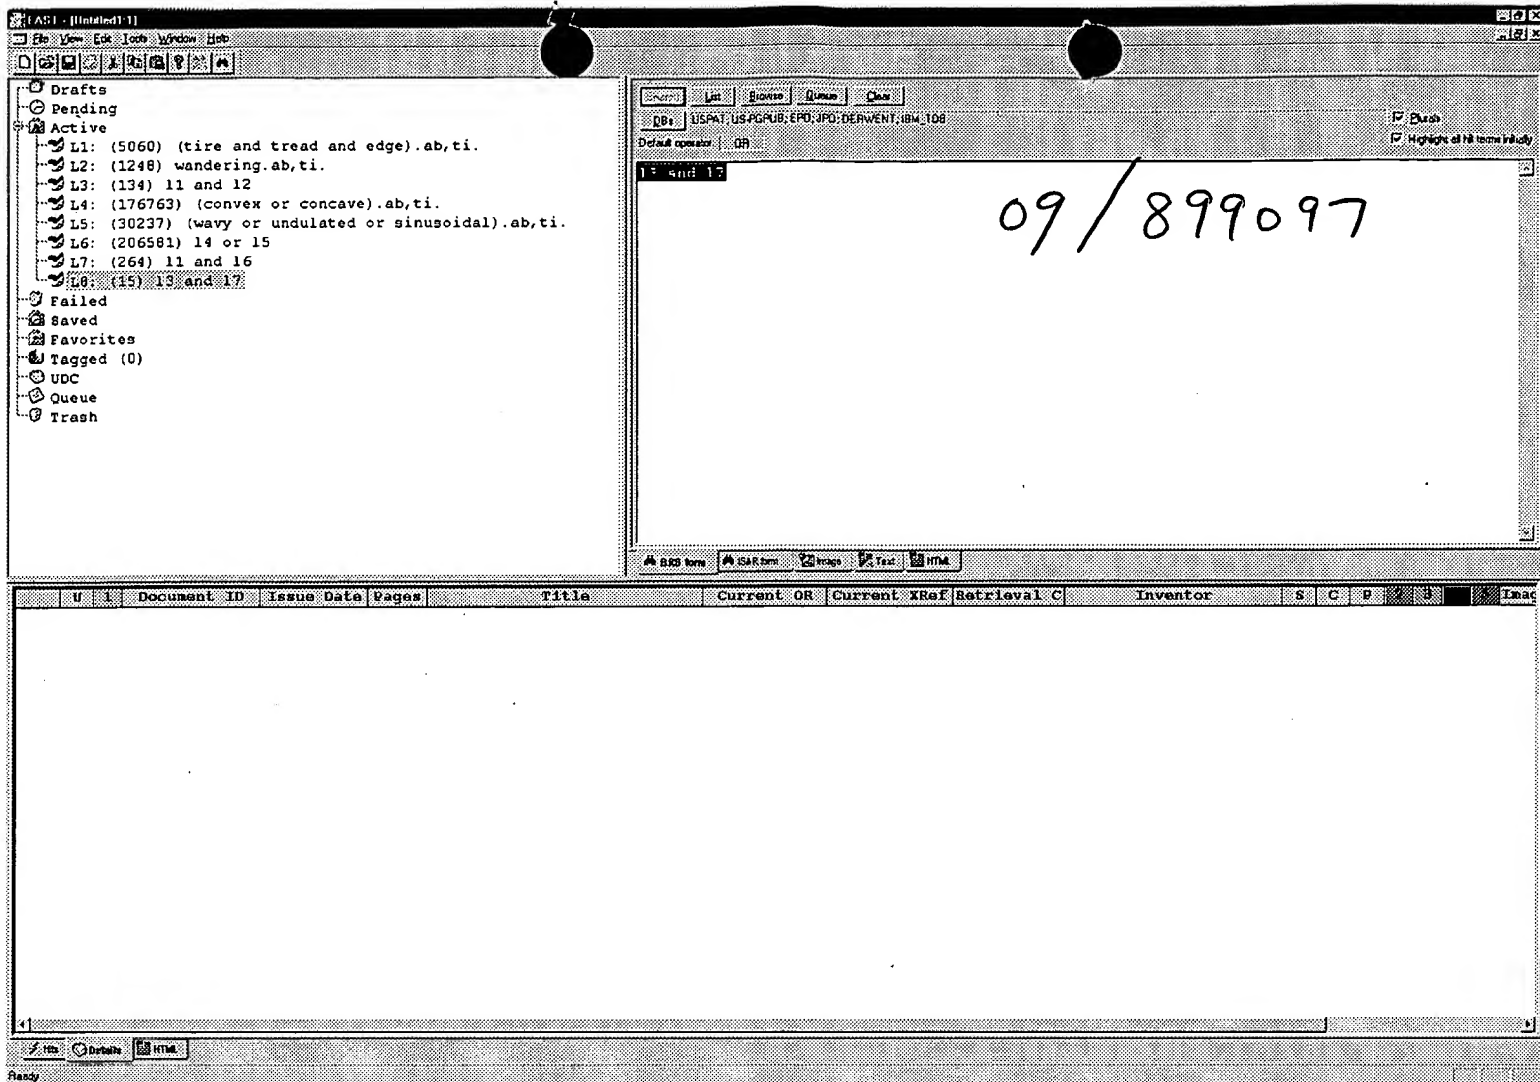 EAST - [Untitled1:1]
File View Edit Tools Window Help
Drafts
Pending
Active
L1: (5060) (tire and tread and edge).ab,ti.
L2: (1248) wandering.ab,ti.
L3: (134) 11 and 12
L4: (176763) (convex or concave).ab,ti.
L5: (30237) (wavy or undulated or sinusoidal).ab,ti.
L6: (206581) 14 or 15
L7: (264) 11 and 16
L8: (15) 13 and 17
Failed
Saved
Favorites
Tagged (0)
UDC
Queue
Trash
List Browse Queue Clear
DBs USPAT; US-PGPUB; EPO; JPO; DERWENT; IBM_TDB
Plurals
Default operator: OR
Highlight all hit terms initially
13 and 17
09/899097
BRS form ISAR form Image Text HTML
U 1 Document ID Issue Date Pages Title Current OR Current XRef Retrieval C Inventor S C P 2 3 5 Imag
Hits Details HTML
Ready